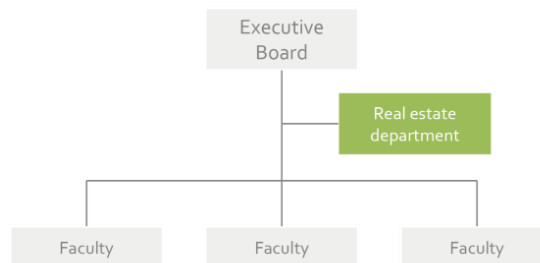 Executive
Board
Real estate
department
Faculty
Faculty
Faculty